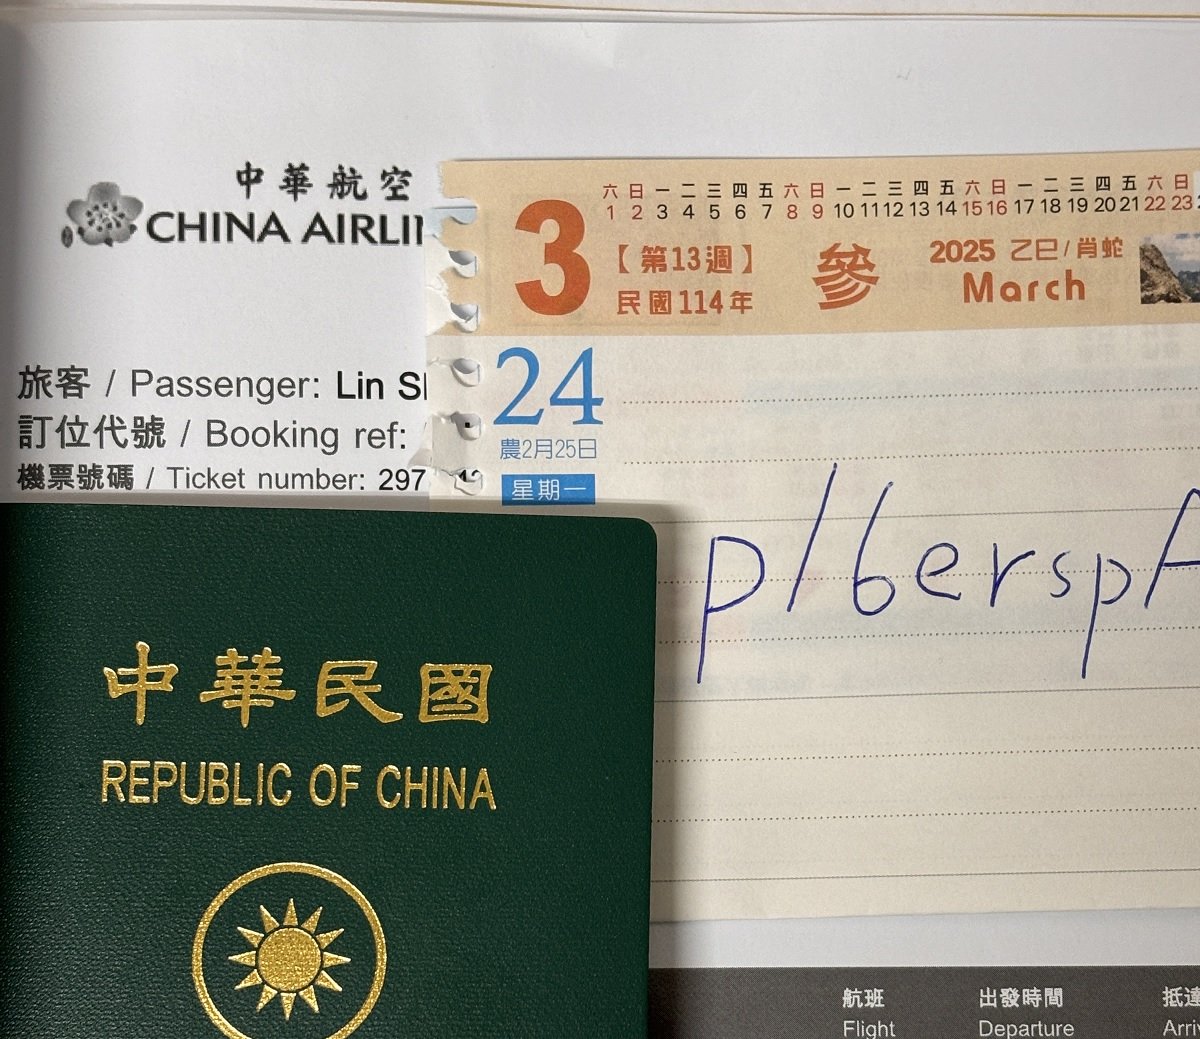 中華航空
CHINA AIRLIN
旅客 / Passenger: Lin
訂位代號 / Booking ref:
機票號碼 / Ticket number: 297
3
六 日 一 二 三 四 五 六 日 一 二 三 四 五 六 日 一 二 三 四 五 六 日
1 2 3 4 5 6 7 8 9 10 11 12 13 14 15 16 17 18 19 20 21 22 23
【第13週】
民國114年
參
2025 乙巳/肖蛇
March
24
農2月25日
星期一
p/6erspA
中華民國
REPUBLIC OF CHINA
航班 出發時間 抵達
Flight Departure Arri